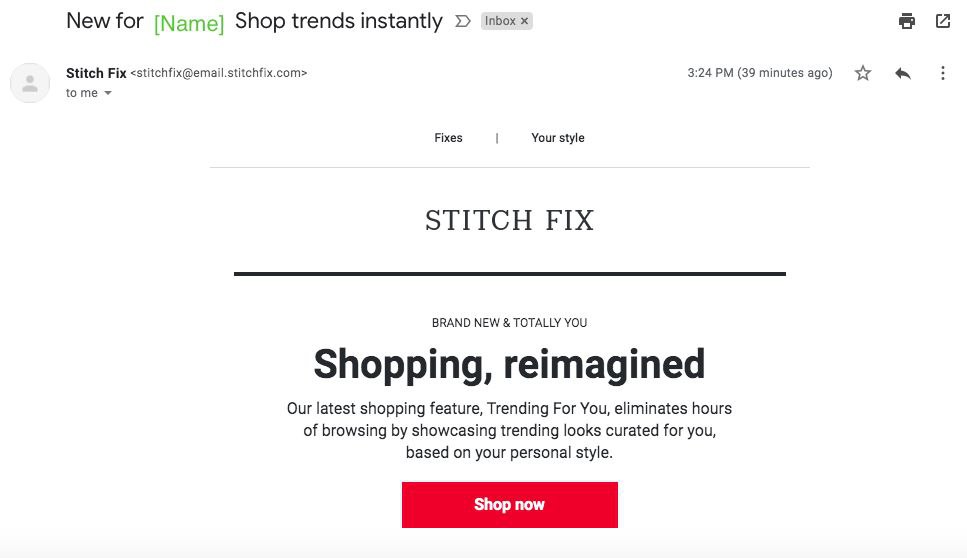 New for [Name] Shop trends instantly Inbox ×
Stitch Fix <stitchfix@email.stitchfix.com> 3:24 PM (39 minutes ago)
to me
Fixes | Your style
STITCH FIX
BRAND NEW & TOTALLY YOU
Shopping, reimagined
Our latest shopping feature, Trending For You, eliminates hours
of browsing by showcasing trending looks curated for you,
based on your personal style.
Shop now